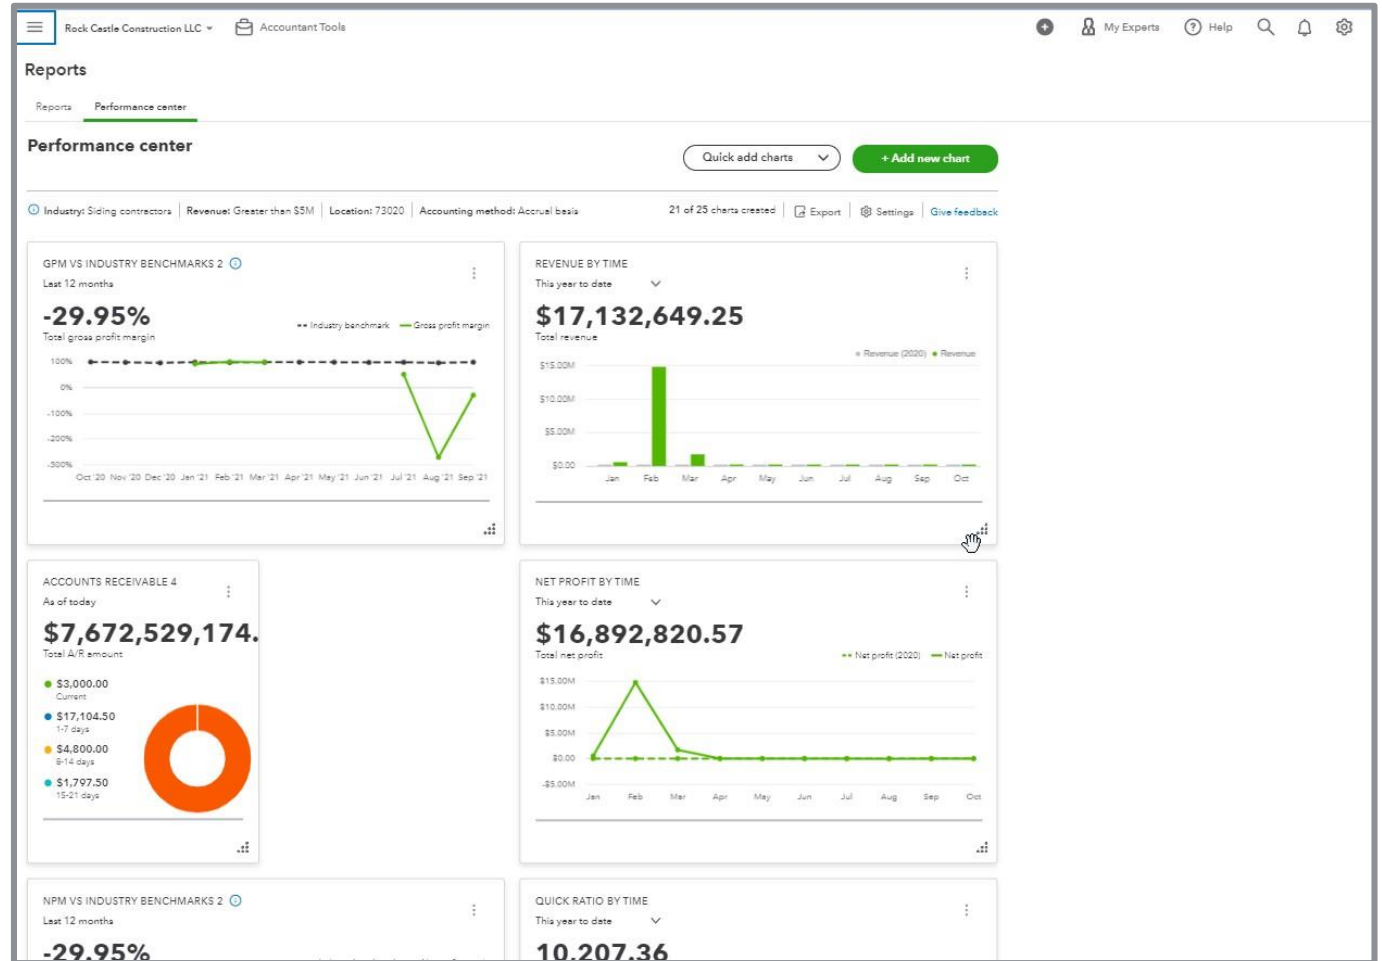 Rock Castle Construction LLC
Accountant Tools
My Experts
Help
Reports
Reports
Performance center
Performance center
Quick add charts
+ Add new chart
Industry: Siding contractors
Revenue: Greater than $5M
Location: 73020
Accounting method: Accrual basis
21 of 25 charts created
Export
Settings
Give feedback
GPM VS INDUSTRY BENCHMARKS 2
Last 12 months
-29.95%
Total gross profit margin
Industry benchmark
Gross profit margin
100%
0%
-100%
-200%
-300%
Oct '20 Nov '20 Dec '20 Jan '21 Feb '21 Mar '21 Apr '21 May '21 Jun '21 Jul '21 Aug '21 Sep '21
REVENUE BY TIME
This year to date
$17,132,649.25
Total revenue
Revenue (2020)
Revenue
$15.00M
$10.00M
$5.00M
$0.00
Jan Feb Mar Apr May Jun Jul Aug Sep Oct
ACCOUNTS RECEIVABLE 4
As of today
$7,672,529,174.
Total A/R amount
$3,000.00
Current
$17,104.50
1-7 days
$4,800.00
8-14 days
$1,797.50
15-21 days
NET PROFIT BY TIME
This year to date
$16,892,820.57
Total net profit
Net profit (2020)
Net profit
$15.00M
$10.00M
$5.00M
$0.00
-$5.00M
Jan Feb Mar Apr May Jun Jul Aug Sep Oct
NPM VS INDUSTRY BENCHMARKS 2
Last 12 months
-29.95%
QUICK RATIO BY TIME
This year to date
10,207.36